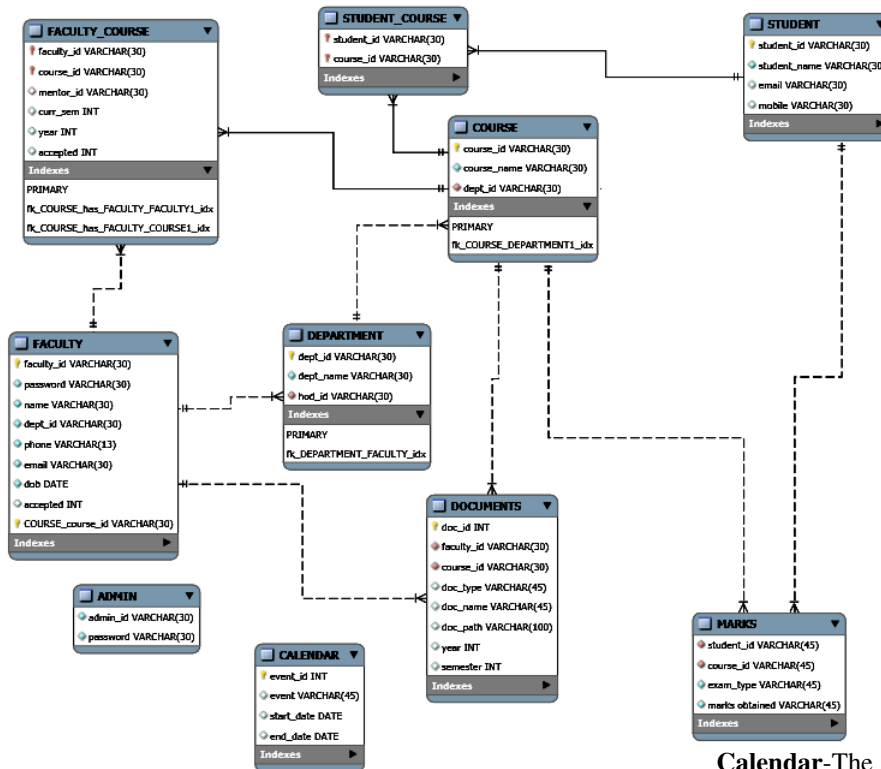 FACULTY_COURSE
faculty_id VARCHAR(30)
course_id VARCHAR(30)
mentor_id VARCHAR(30)
curr_sem INT
year INT
accepted INT
Indexes
PRIMARY
fk_COURSE_has_FACULTY_FACULTY1_idx
fk_COURSE_has_FACULTY_COURSE1_idx
STUDENT_COURSE
student_id VARCHAR(30)
course_id VARCHAR(30)
Indexes
STUDENT
student_id VARCHAR(30)
student_name VARCHAR(30
email VARCHAR(30)
mobile VARCHAR(30)
Indexes
COURSE
course_id VARCHAR(30)
course_name VARCHAR(30)
dept_id VARCHAR(30)
Indexes
PRIMARY
fk_COURSE_DEPARTMENT1_idx
FACULTY
faculty_id VARCHAR(30)
password VARCHAR(30)
name VARCHAR(30)
dept_id VARCHAR(30)
phone VARCHAR(13)
email VARCHAR(30)
dob DATE
accepted INT
COURSE_course_id VARCHAR(30)
Indexes
DEPARTMENT
dept_id VARCHAR(30)
dept_name VARCHAR(30)
hod_id VARCHAR(30)
Indexes
PRIMARY
fk_DEPARTMENT_FACULTY_idx
DOCUMENTS
doc_id INT
faculty_id VARCHAR(30)
course_id VARCHAR(30)
doc_type VARCHAR(45)
doc_name VARCHAR(45)
doc_path VARCHAR(100)
year INT
semester INT
Indexes
ADMIN
admin_id VARCHAR(30)
password VARCHAR(30)
CALENDAR
event_id INT
event VARCHAR(45)
start_date DATE
end_date DATE
Indexes
MARKS
student_id VARCHAR(45)
course_id VARCHAR(45)
exam_type VARCHAR(45)
marks obtained VARCHAR(45)
Indexes
Calendar-The